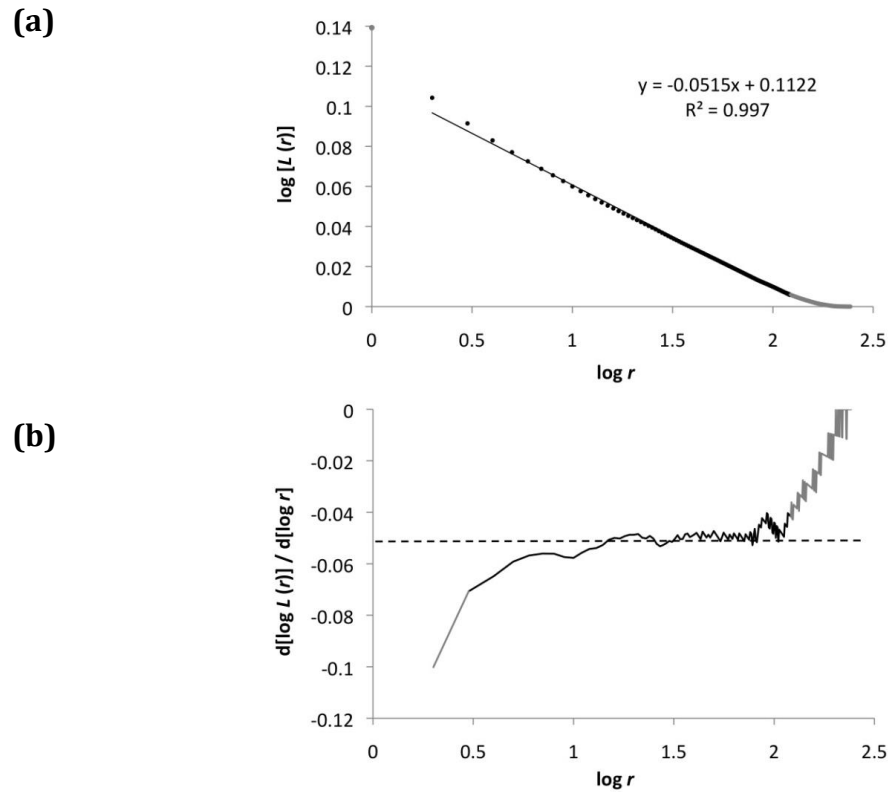 (a)
0.14
0.12
0.1
0.08
0.06
0.04
0.02
0
log [L (r)]
y = -0.0515x + 0.1122
R² = 0.997
0 0.5 1 1.5 2 2.5
log r
(b)
0
-0.02
-0.04
-0.06
-0.08
-0.1
-0.12
d[log L (r)] / d[log r]
0 0.5 1 1.5 2 2.5
log r